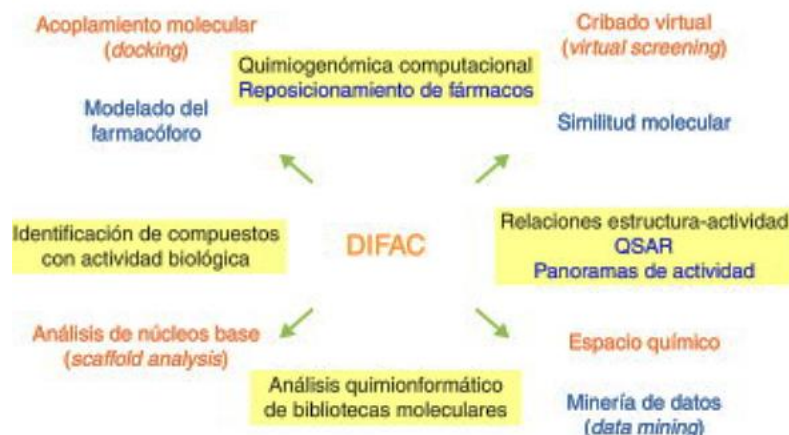 Acoplamiento molecular
(docking)
Cribado virtual
(virtual screening)
Quimiogenómica computacional
Reposicionamiento de fármacos
Modelado del
farmacóforo
Similitud molecular
Identificación de compuestos
con actividad biológica
DIFAC
Relaciones estructura-actividad
QSAR
Panoramas de actividad
Análisis de núcleos base
(scaffold analysis)
Espacio químico
Análisis quimionformático
de bibliotecas moleculares
Minería de datos
(data mining)